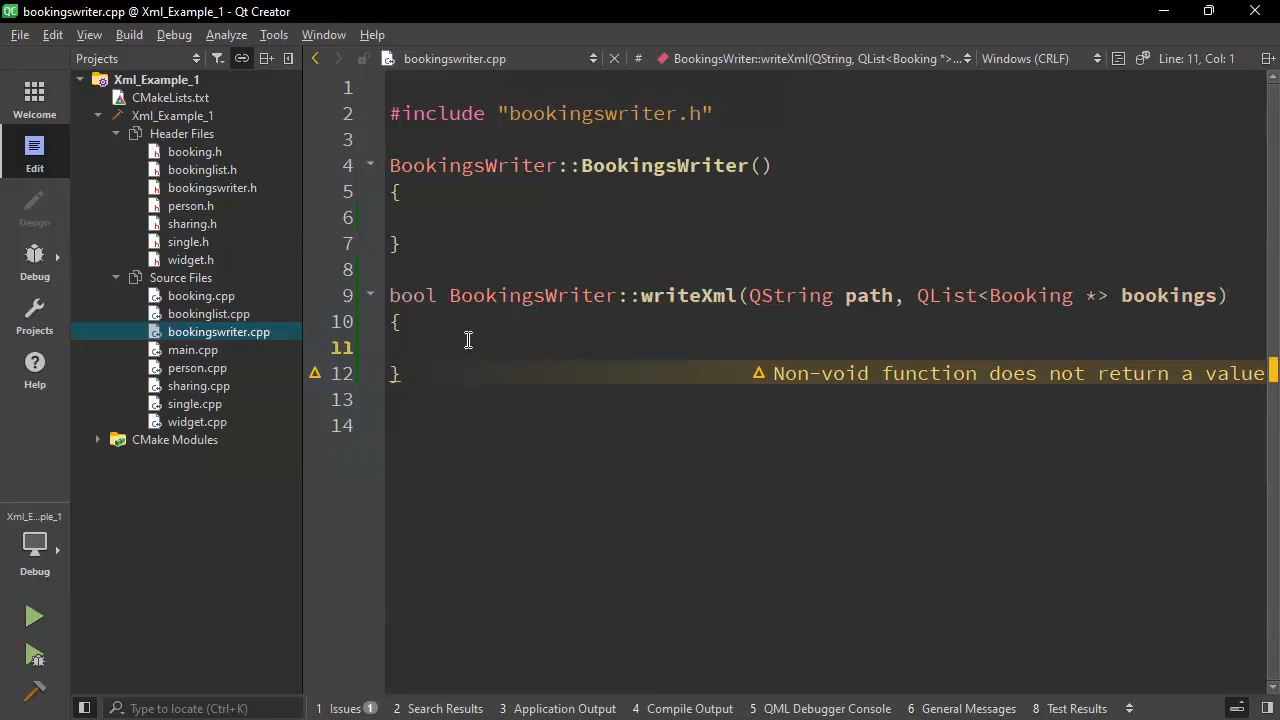 QC bookingswriter.cpp @ Xml_Example_1 - Qt Creator
File Edit View Build Debug Analyze Tools Window Help
Projects bookingswriter.cpp # BookingsWriter::writeXml(QString, QList<Booking *>... Windows (CRLF) Line: 11, Col: 1
Welcome
Edit
Design
Debug
Projects
Help
Xml_E...ple_1
Debug
Xml_Example_1
CMakeLists.txt
Xml_Example_1
Header Files
booking.h
bookinglist.h
bookingswriter.h
person.h
sharing.h
single.h
widget.h
Source Files
booking.cpp
bookinglist.cpp
bookingswriter.cpp
main.cpp
person.cpp
sharing.cpp
single.cpp
widget.cpp
CMake Modules
1
2 #include "bookingswriter.h"
3
4 BookingsWriter::BookingsWriter()
5 {
6
7 }
8
9 bool BookingsWriter::writeXml(QString path, QList<Booking *> bookings)
10 {
11
12 } Non-void function does not return a value
13
14
Type to locate (Ctrl+K) 1 Issues 1 2 Search Results 3 Application Output 4 Compile Output 5 QML Debugger Console 6 General Messages 8 Test Results